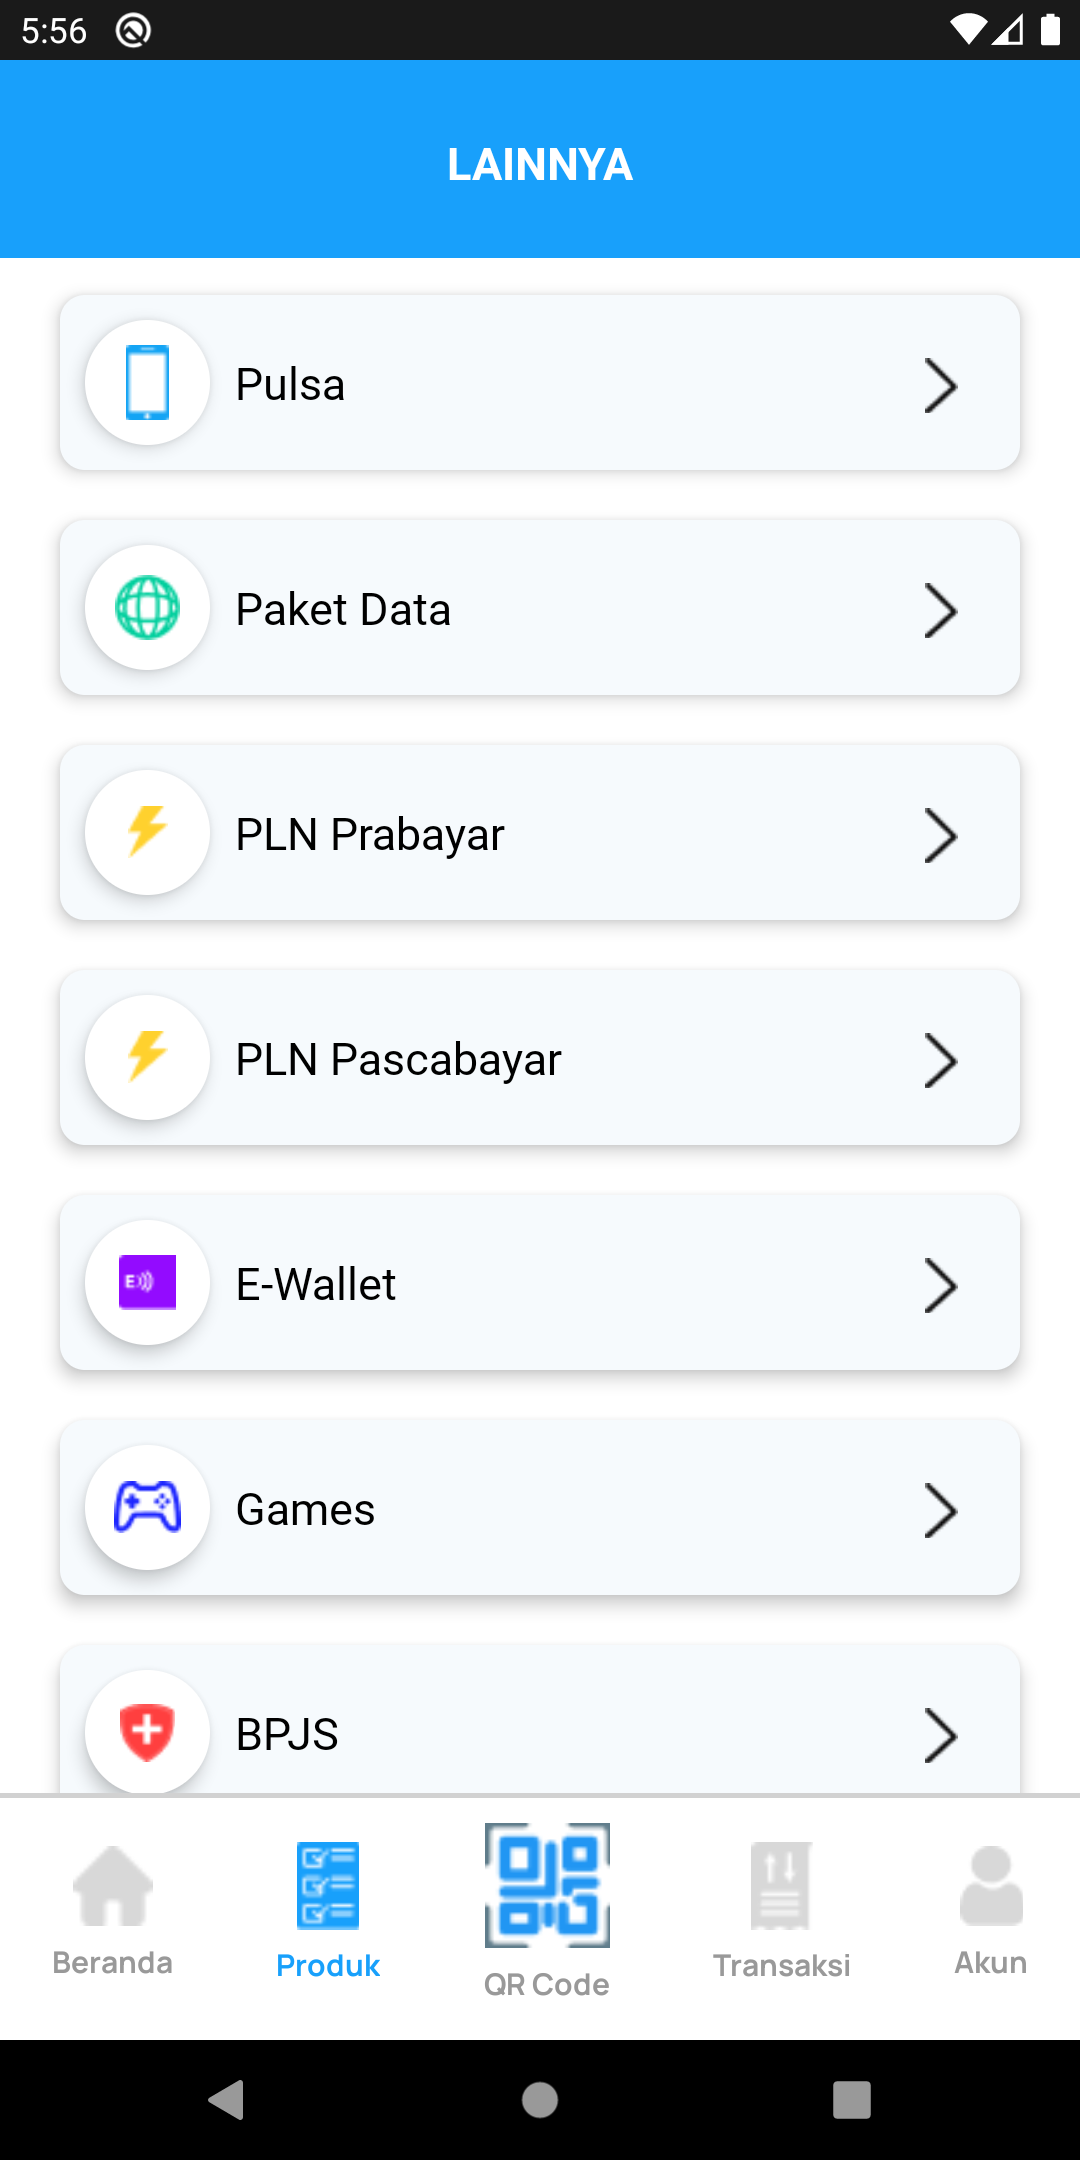 5:56
LAINNYA
Pulsa
Paket Data
PLN Prabayar
PLN Pascabayar
E
E-Wallet
Games
BPJS
Beranda
Produk
QR Code
Transaksi
Akun